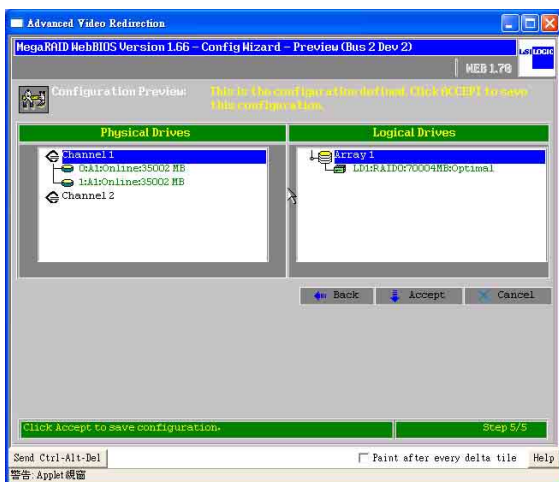 Advanced Video Redirection
MegaRAID WebBIOS Version 1.66 - Config Wizard - Preview (Bus 2 Dev 2)
LSI LOGIC
WEB 1.78
Configuration Preview: This is the configuration defined. Click ACCEPT to save
this configuration.
Physical Drives
Logical Drives
Channel 1
0:A1:Online:35002 MB
1:A1:Online:35002 MB
Channel 2
Array 1
LD1:RAID0:70004MB:Optimal
Back
Accept
Cancel
Click Accept to save configuration.
Step 5/5
Send Ctrl-Alt-Del
Paint after every delta tile
Help
警告: Applet 視窗